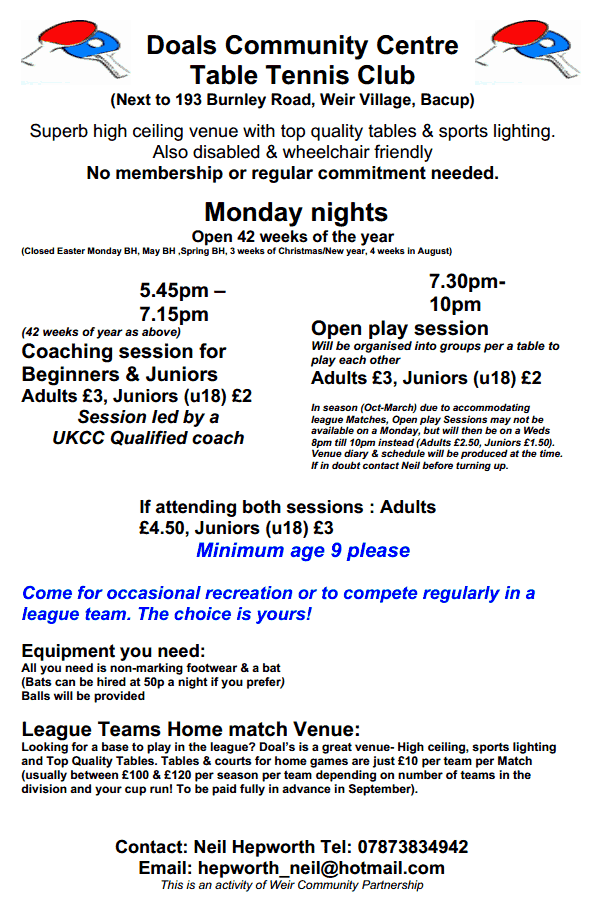 Doals Community Centre
Table Tennis Club
(Next to 193 Burnley Road, Weir Village, Bacup)
Superb high ceiling venue with top quality tables & sports lighting.
Also disabled & wheelchair friendly
No membership or regular commitment needed.
Monday nights
Open 42 weeks of the year
(Closed Easter Monday BH, May BH ,Spring BH, 3 weeks of Christmas/New year, 4 weeks in August)
5.45pm –
7.15pm
(42 weeks of year as above)
Coaching session for
Beginners & Juniors
Adults £3, Juniors (u18) £2
Session led by a
UKCC Qualified coach
7.30pm-
10pm
Open play session
Will be organised into groups per a table to
play each other
Adults £3, Juniors (u18) £2
In season (Oct-March) due to accommodating
league Matches, Open play Sessions may not be
available on a Monday, but will then be on a Weds
8pm till 10pm instead (Adults £2.50, Juniors £1.50).
Venue diary & schedule will be produced at the time.
If in doubt contact Neil before turning up.
If attending both sessions : Adults
£4.50, Juniors (u18) £3
Minimum age 9 please
Come for occasional recreation or to compete regularly in a
league team. The choice is yours!
Equipment you need:
All you need is non-marking footwear & a bat
(Bats can be hired at 50p a night if you prefer)
Balls will be provided
League Teams Home match Venue:
Looking for a base to play in the league? Doal's is a great venue- High ceiling, sports lighting
and Top Quality Tables. Tables & courts for home games are just £10 per team per Match
(usually between £100 & £120 per season per team depending on number of teams in the
division and your cup run! To be paid fully in advance in September).
Contact: Neil Hepworth Tel: 07873834942
Email: hepworth_neil@hotmail.com
This is an activity of Weir Community Partnership